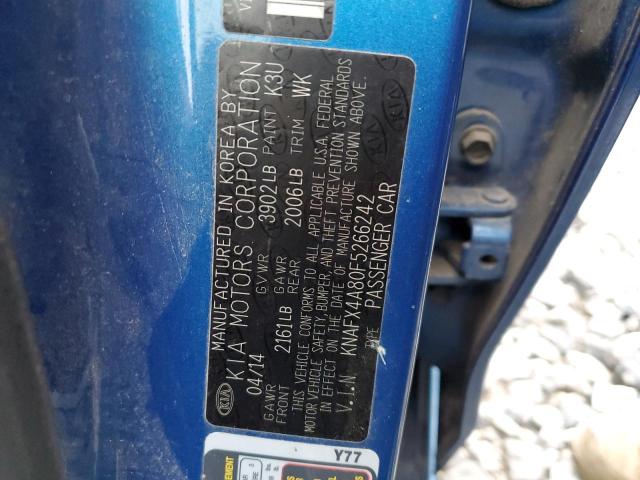 MANUFACTURED IN KOREA BY
KIA MOTORS CORPORATION
04/14 GVWR 3902LB PAINT K3U
GAWR FRONT 2161LB GAWR REAR 2006LB TRIM WK
THIS VEHICLE CONFORMS TO ALL APPLICABLE U.S.A. FEDERAL
MOTOR VEHICLE SAFETY, BUMPER, AND THEFT PREVENTION STANDARDS
IN EFFECT ON THE DATE OF MANUFACTURE SHOWN ABOVE.
V.I.N KNAFX4A80F5266242
TYPE PASSENGER CAR
KIA
Y77